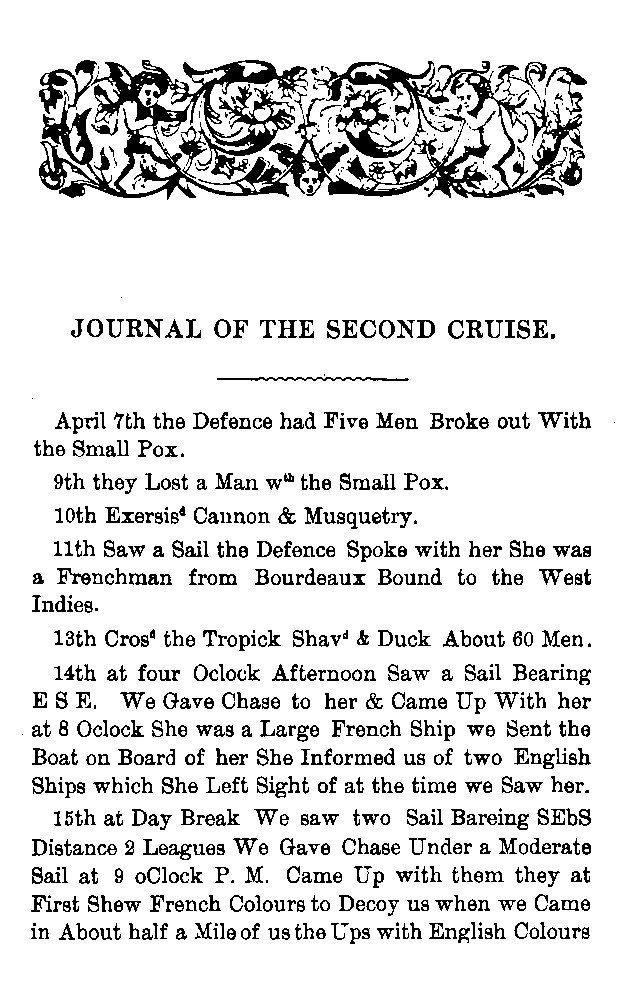 JOURNAL OF THE SECOND CRUISE.
April 7th the Defence had Five Men Broke out With
the Small Pox.
9th they Lost a Man wᵗʰ the Small Pox.
10th Exersisᵈ Cannon & Musquetry.
11th Saw a Sail the Defence Spoke with her She was
a Frenchman from Bourdeaux Bound to the West
Indies.
13th Crosᵈ the Tropick Shavᵈ & Duck About 60 Men.
14th at four Oclock Afternoon Saw a Sail Bearing
E S E. We Gave Chase to her & Came Up With her
at 8 Oclock She was a Large French Ship we Sent the
Boat on Board of her She Informed us of two English
Ships which She Left Sight of at the time we Saw her.
15th at Day Break We saw two Sail Bareing SEbS
Distance 2 Leagues We Gave Chase Under a Moderate
Sail at 9 oClock P. M. Came Up with them they at
First Shew French Colours to Decoy us when we Came
in About half a Mile of us the Ups with English Colours